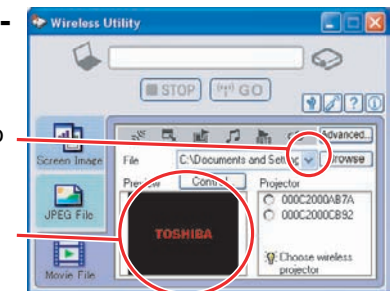 Wireless Utility
STOP
GO
Advanced..
Screen Image
File
C:\Documents and Setting
Browse
Preview
Control
Projector
000C2000AB7A
000C2000CB92
TOSHIBA
JPEG File
Choose wireless
projector
Movie File